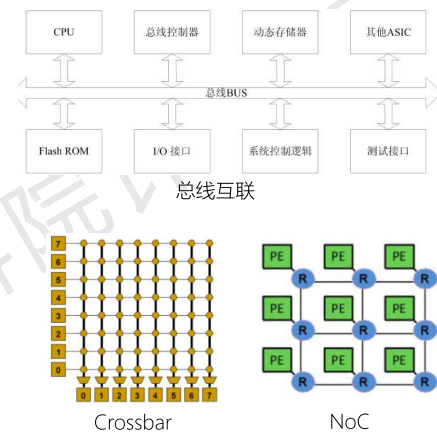 CPU 总线控制器 动态存储器 其他ASIC
总线BUS
Flash ROM I/O 接口 系统控制逻辑 测试接口
总线互联
7
6
5
4
3
2
1
0
0 1 2 3 4 5 6 7
Crossbar
PE PE PE
R R R
PE PE PE
R R R
PE PE PE
R R R
NoC